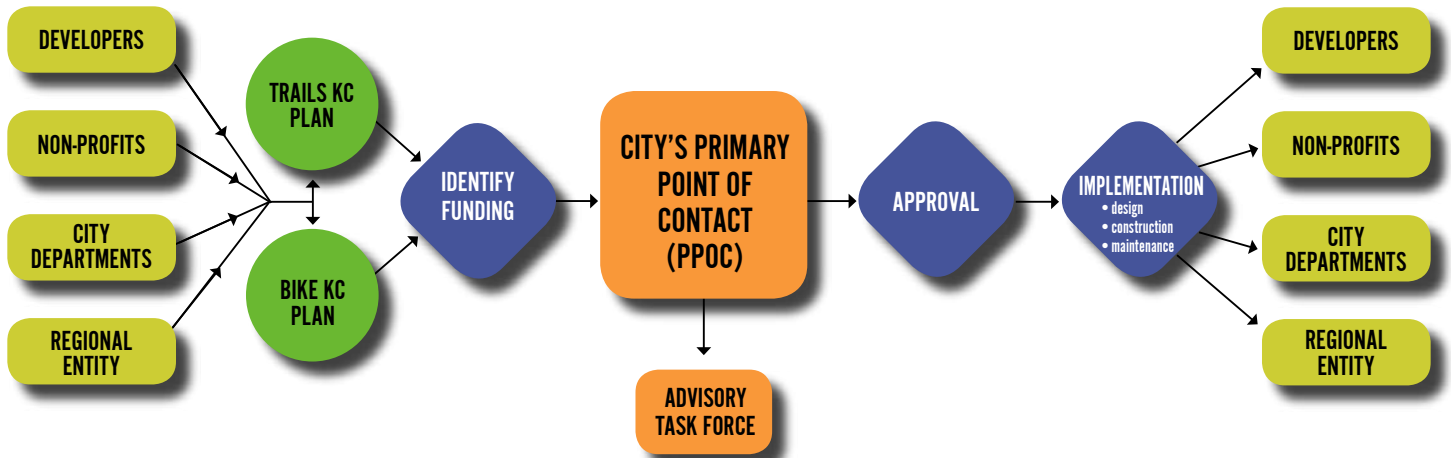 DEVELOPERS
NON-PROFITS
CITY
DEPARTMENTS
REGIONAL
ENTITY
TRAILS KC
PLAN
BIKE KC
PLAN
IDENTIFY
FUNDING
CITY'S PRIMARY
POINT OF
CONTACT
(PPOC)
ADVISORY
TASK FORCE
APPROVAL
IMPLEMENTATION
• design
• construction
• maintenance
DEVELOPERS
NON-PROFITS
CITY
DEPARTMENTS
REGIONAL
ENTITY